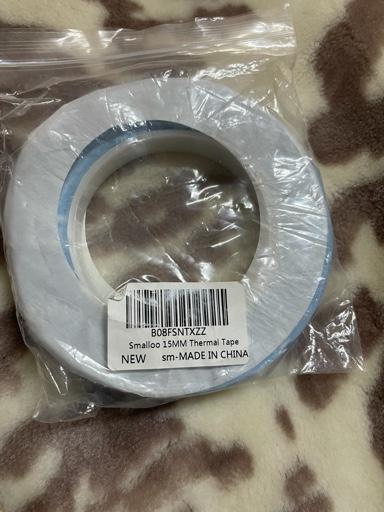 B08FSNTXZZ
Smalloo 15MM Thermal Tape
NEW sm-MADE IN CHINA